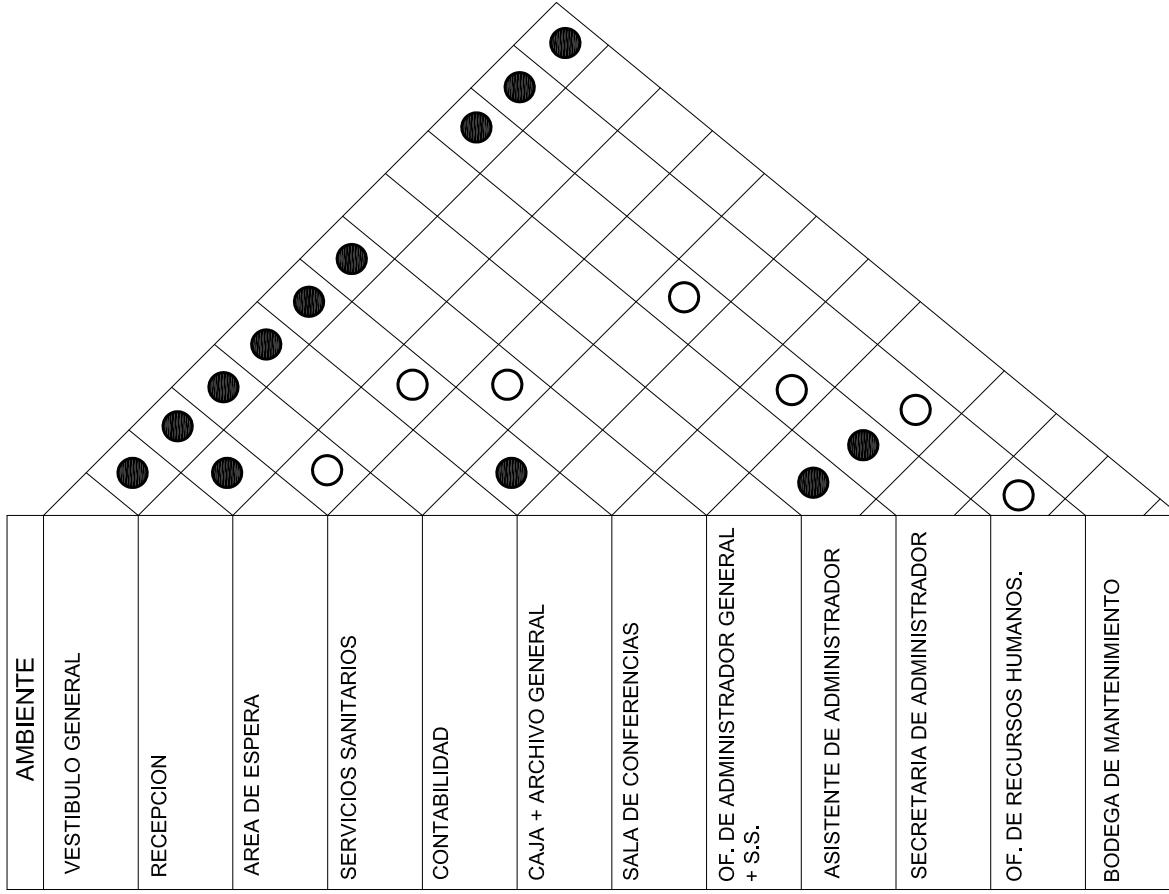 AMBIENTE
VESTIBULO GENERAL
RECEPCION
AREA DE ESPERA
SERVICIOS SANITARIOS
CONTABILIDAD
CAJA + ARCHIVO GENERAL
SALA DE CONFERENCIAS
OF. DE ADMINISTRADOR GENERAL
+ S.S.
ASISTENTE DE ADMINISTRADOR
SECRETARIA DE ADMINISTRADOR
OF. DE RECURSOS HUMANOS.
BODEGA DE MANTENIMIENTO